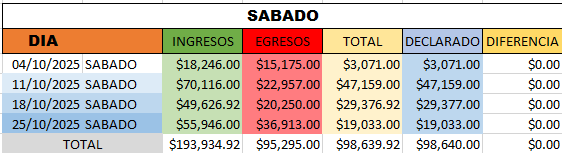 SABADO
DIA INGRESOS EGRESOS TOTAL DECLARADO DIFERENCIA
04/10/2025 SABADO $18,246.00 $15,175.00 $3,071.00 $3,071.00 $0.00
11/10/2025 SABADO $70,116.00 $22,957.00 $47,159.00 $47,159.00 $0.00
18/10/2025 SABADO $49,626.92 $20,250.00 $29,376.92 $29,377.00 $0.00
25/10/2025 SABADO $55,946.00 $36,913.00 $19,033.00 $19,033.00 $0.00
TOTAL $193,934.92 $95,295.00 $98,639.92 $98,640.00 $0.00